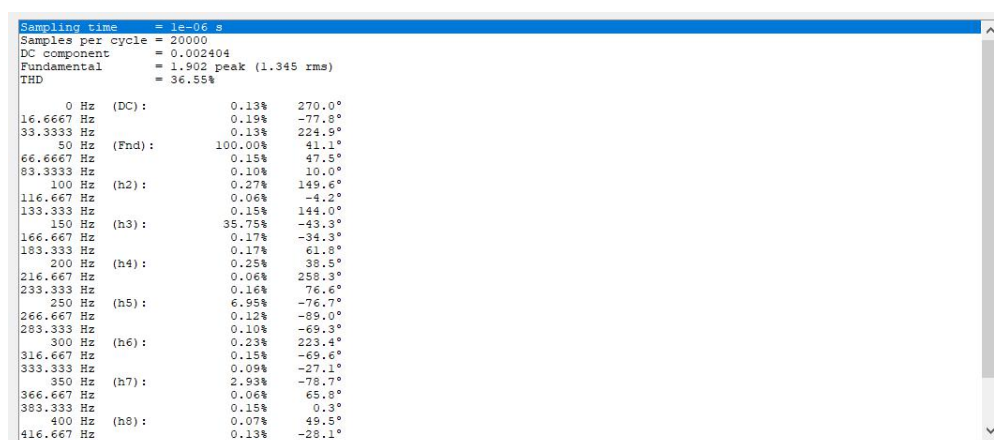 Sampling time = 1e-06 s
Samples per cycle = 20000
DC component = 0.002404
Fundamental = 1.902 peak (1.345 rms)
THD = 36.55%
0 Hz (DC): 0.13% 270.0°
16.6667 Hz 0.19% -77.8°
33.3333 Hz 0.13% 224.9°
50 Hz (Fnd): 100.00% 41.1°
66.6667 Hz 0.15% 47.5°
83.3333 Hz 0.10% 10.0°
100 Hz (h2): 0.27% 149.6°
116.667 Hz 0.06% -4.2°
133.333 Hz 0.15% 144.0°
150 Hz (h3): 35.75% -43.3°
166.667 Hz 0.17% -34.3°
183.333 Hz 0.17% 61.8°
200 Hz (h4): 0.25% 38.5°
216.667 Hz 0.06% 258.3°
233.333 Hz 0.16% 76.6°
250 Hz (h5): 6.95% -76.7°
266.667 Hz 0.12% -89.0°
283.333 Hz 0.10% -69.3°
300 Hz (h6): 0.23% 223.4°
316.667 Hz 0.15% -69.6°
333.333 Hz 0.09% -27.1°
350 Hz (h7): 2.93% -78.7°
366.667 Hz 0.06% 65.8°
383.333 Hz 0.15% 0.3°
400 Hz (h8): 0.07% 49.5°
416.667 Hz 0.13% -28.1°